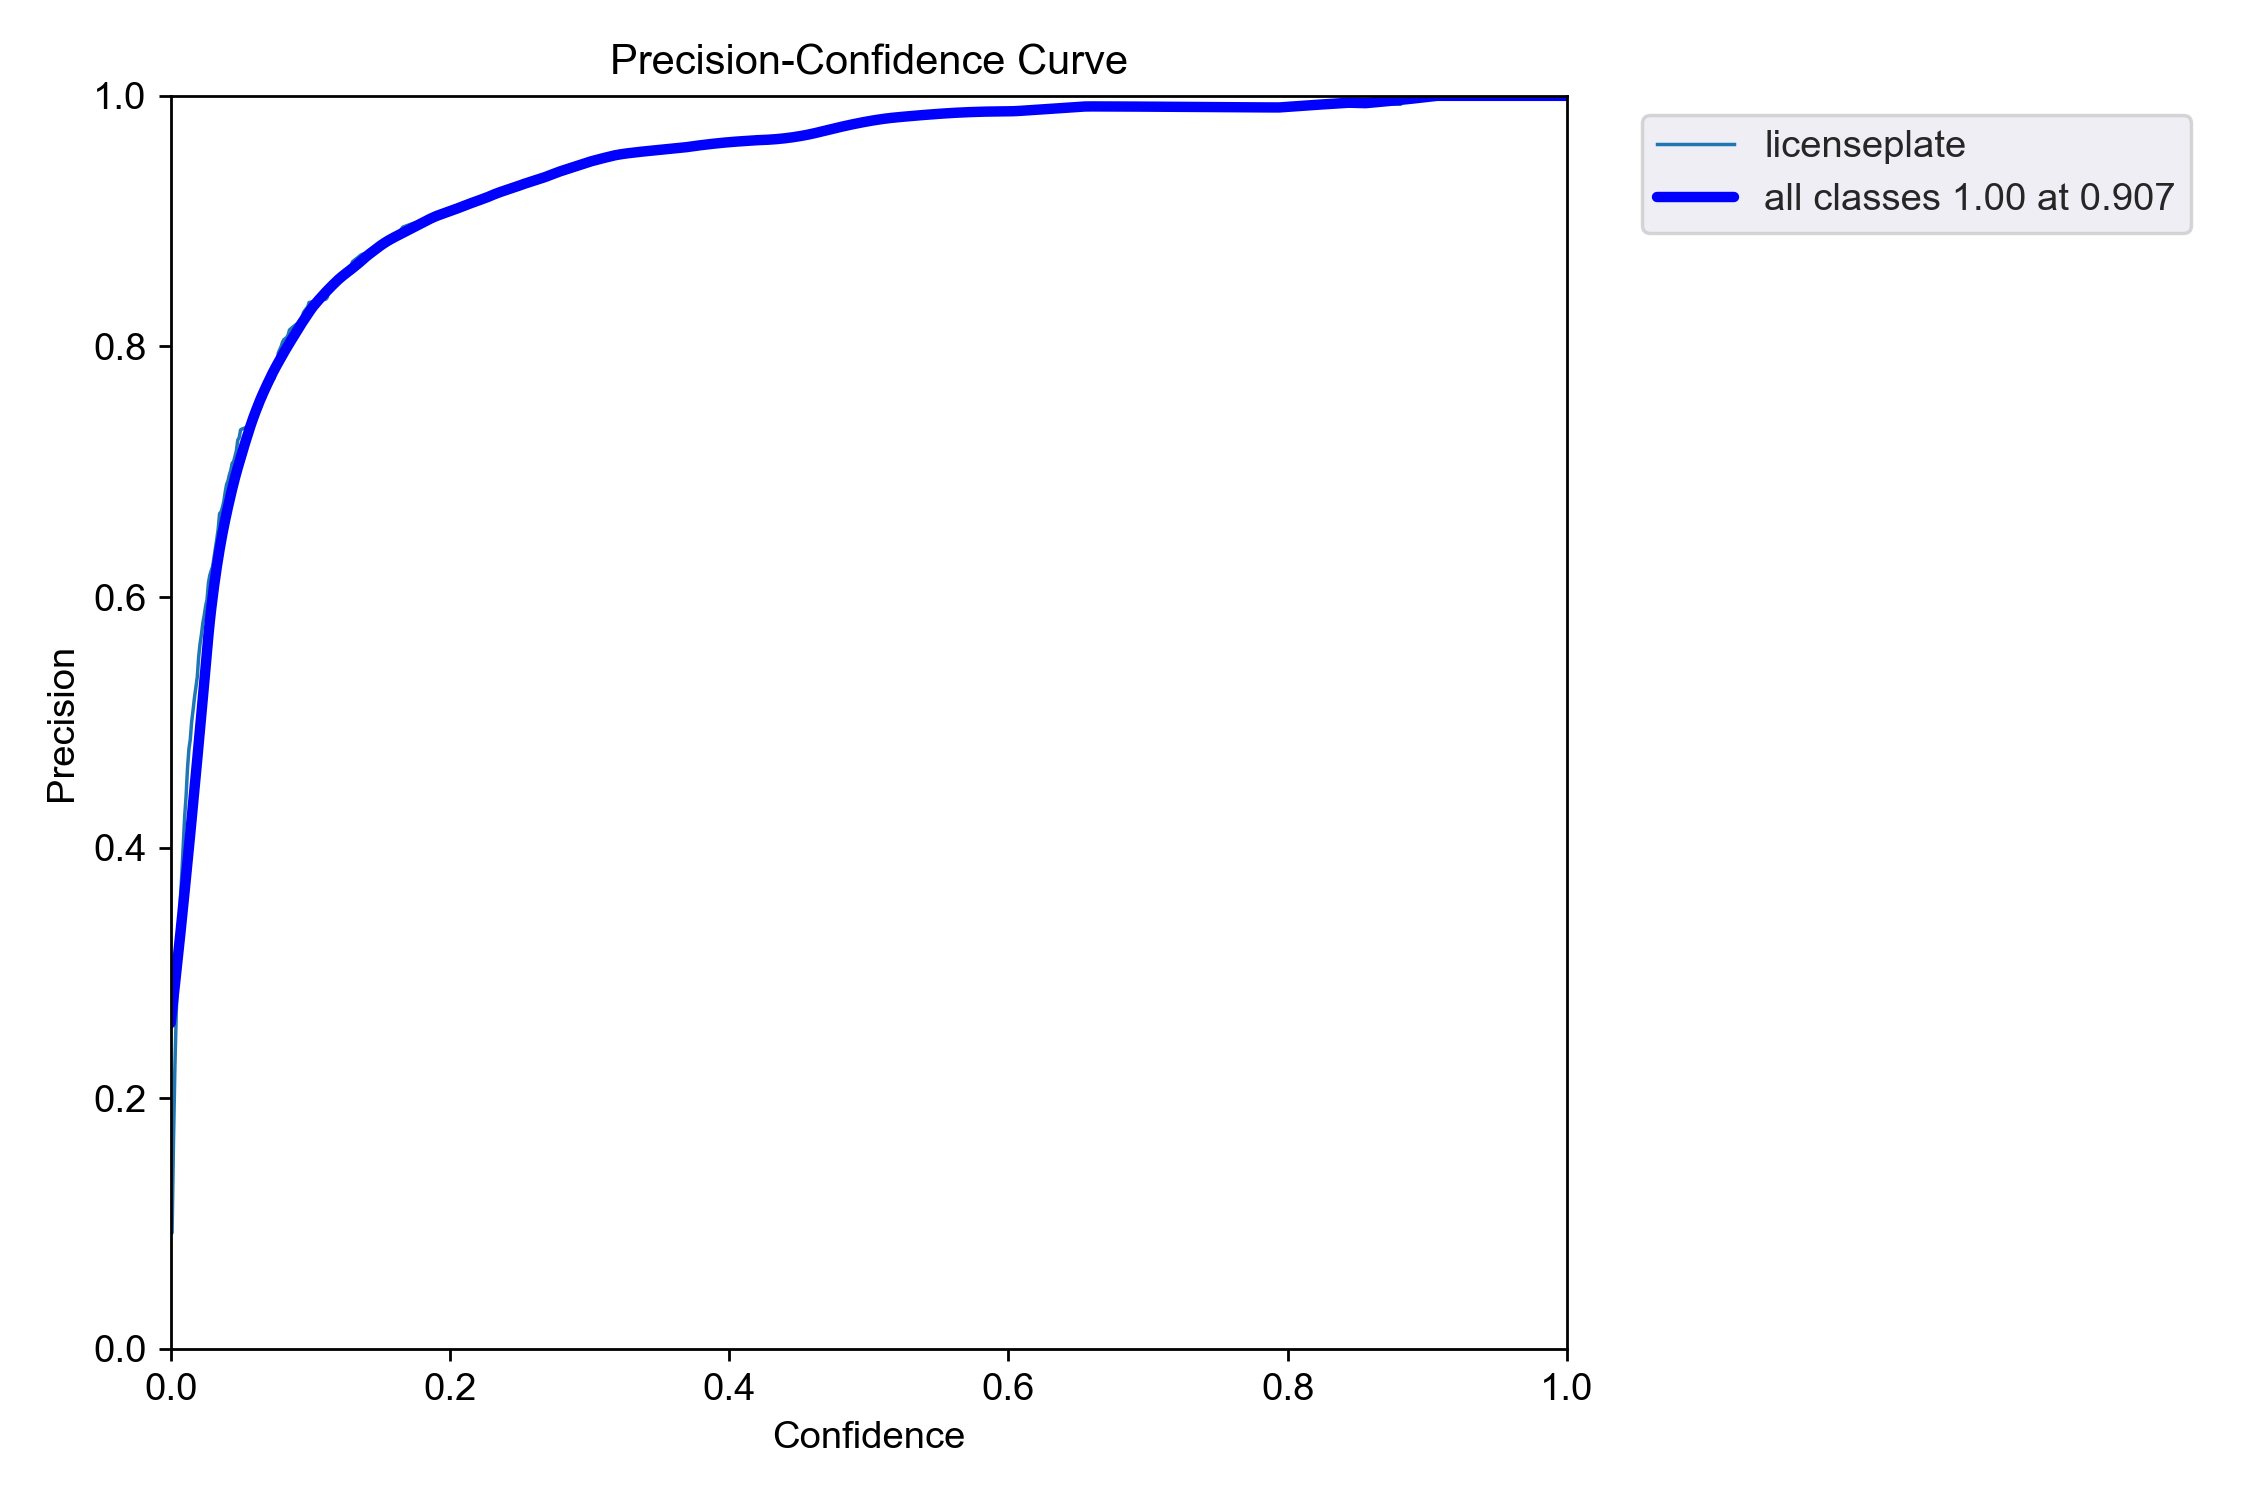 Precision-Confidence Curve
1.0
0.8
0.6
0.4
0.2
0.0
Precision
0.0 0.2 0.4 0.6 0.8 1.0
Confidence
licenseplate
all classes 1.00 at 0.907